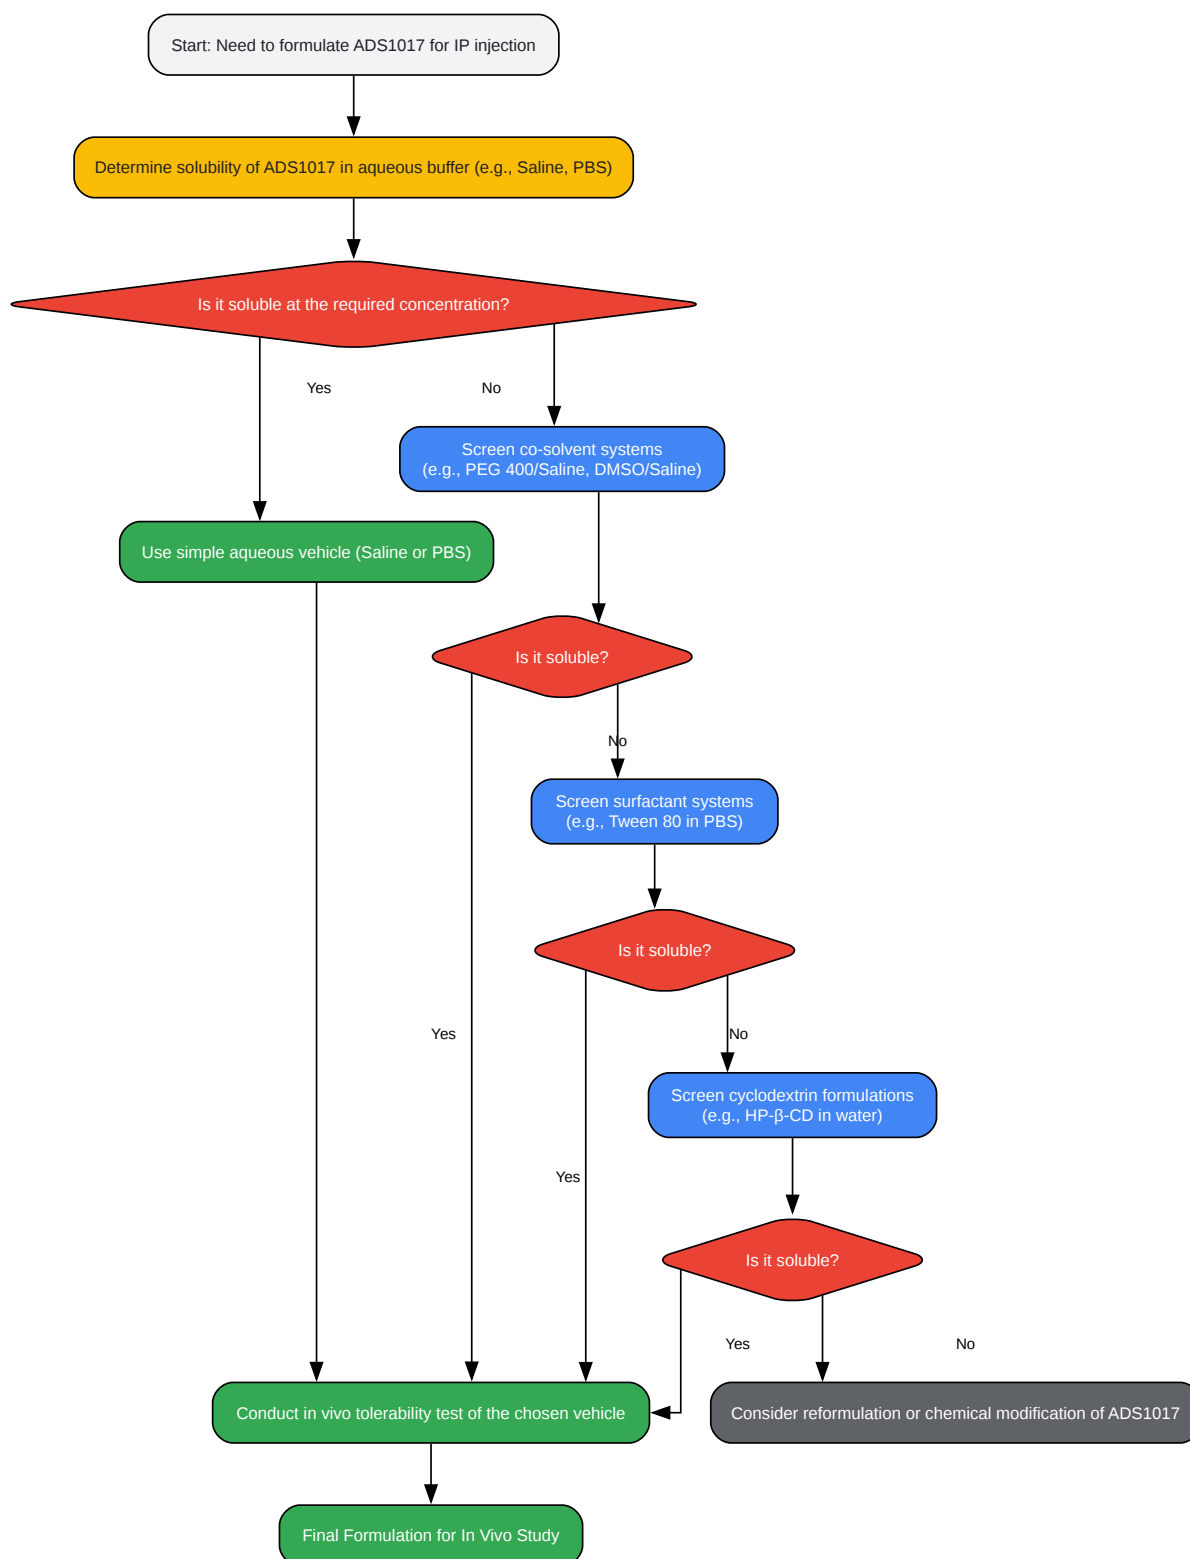 Start: Need to formulate ADS1017 for IP injection
Determine solubility of ADS1017 in aqueous buffer (e.g., Saline, PBS)
Is it soluble at the required concentration?
Yes
No
Screen co-solvent systems
(e.g., PEG 400/Saline, DMSO/Saline)
Use simple aqueous vehicle (Saline or PBS)
Is it soluble?
No
Screen surfactant systems
(e.g., Tween 80 in PBS)
Is it soluble?
Yes
No
Screen cyclodextrin formulations
(e.g., HP-β-CD in water)
Yes
Is it soluble?
Yes
No
Conduct in vivo tolerability test of the chosen vehicle
Consider reformulation or chemical modification of ADS1017
Final Formulation for In Vivo Study